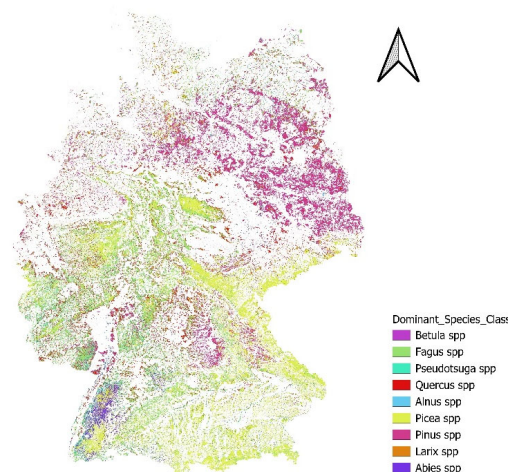 Dominant_Species_Class
Betula spp
Fagus spp
Pseudotsuga spp
Quercus spp
Alnus spp
Picea spp
Pinus spp
Larix spp
Abies spp